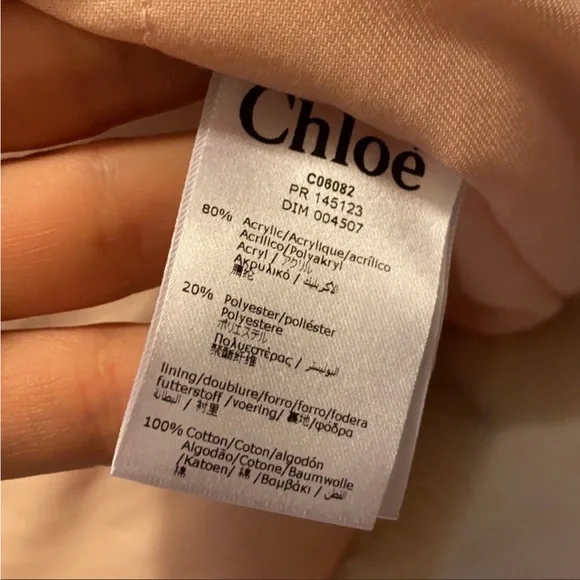 Chloé
C06082
PR 145123
DIM 004507
80% Acrylic/Acrylique/acrílico
Acrílico/Polyakryl
Acryl / アクリル
Ακρυλικό / الأكريليك
腈纶
20% Polyester/poliéster
Polyestere
ポリエステル
Πολυεστέρας / البوليستر
聚酯纤维
lining/doublure/forro/forro/fodera
futterstoff /voering/ 裏地/φόδρα
البطانة / 衬里
100% Cotton/Coton/algodón
Algodão/Cotone/Baumwolle
/Katoen/ 綿 /Βαμβάκι / القطن
棉